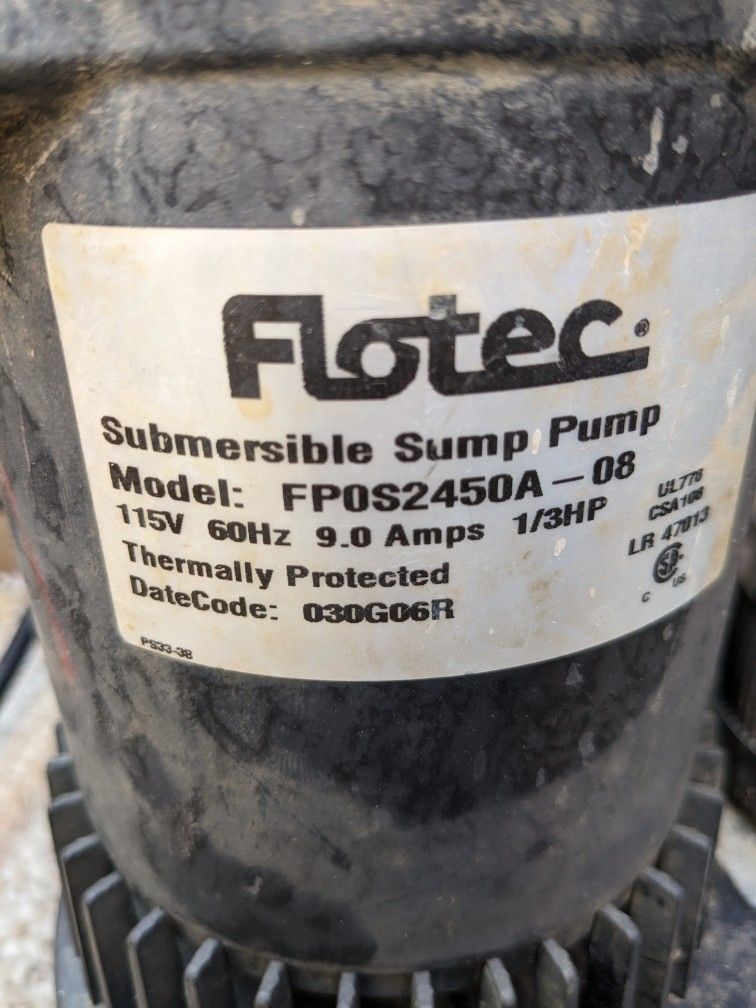 Flotec®
Submersible Sump Pump
Model: FP0S2450A-08
115V 60Hz 9.0 Amps 1/3HP
Thermally Protected
DateCode: 030G06R
UL778
CSA108
LR 47013
C US
PS33-38